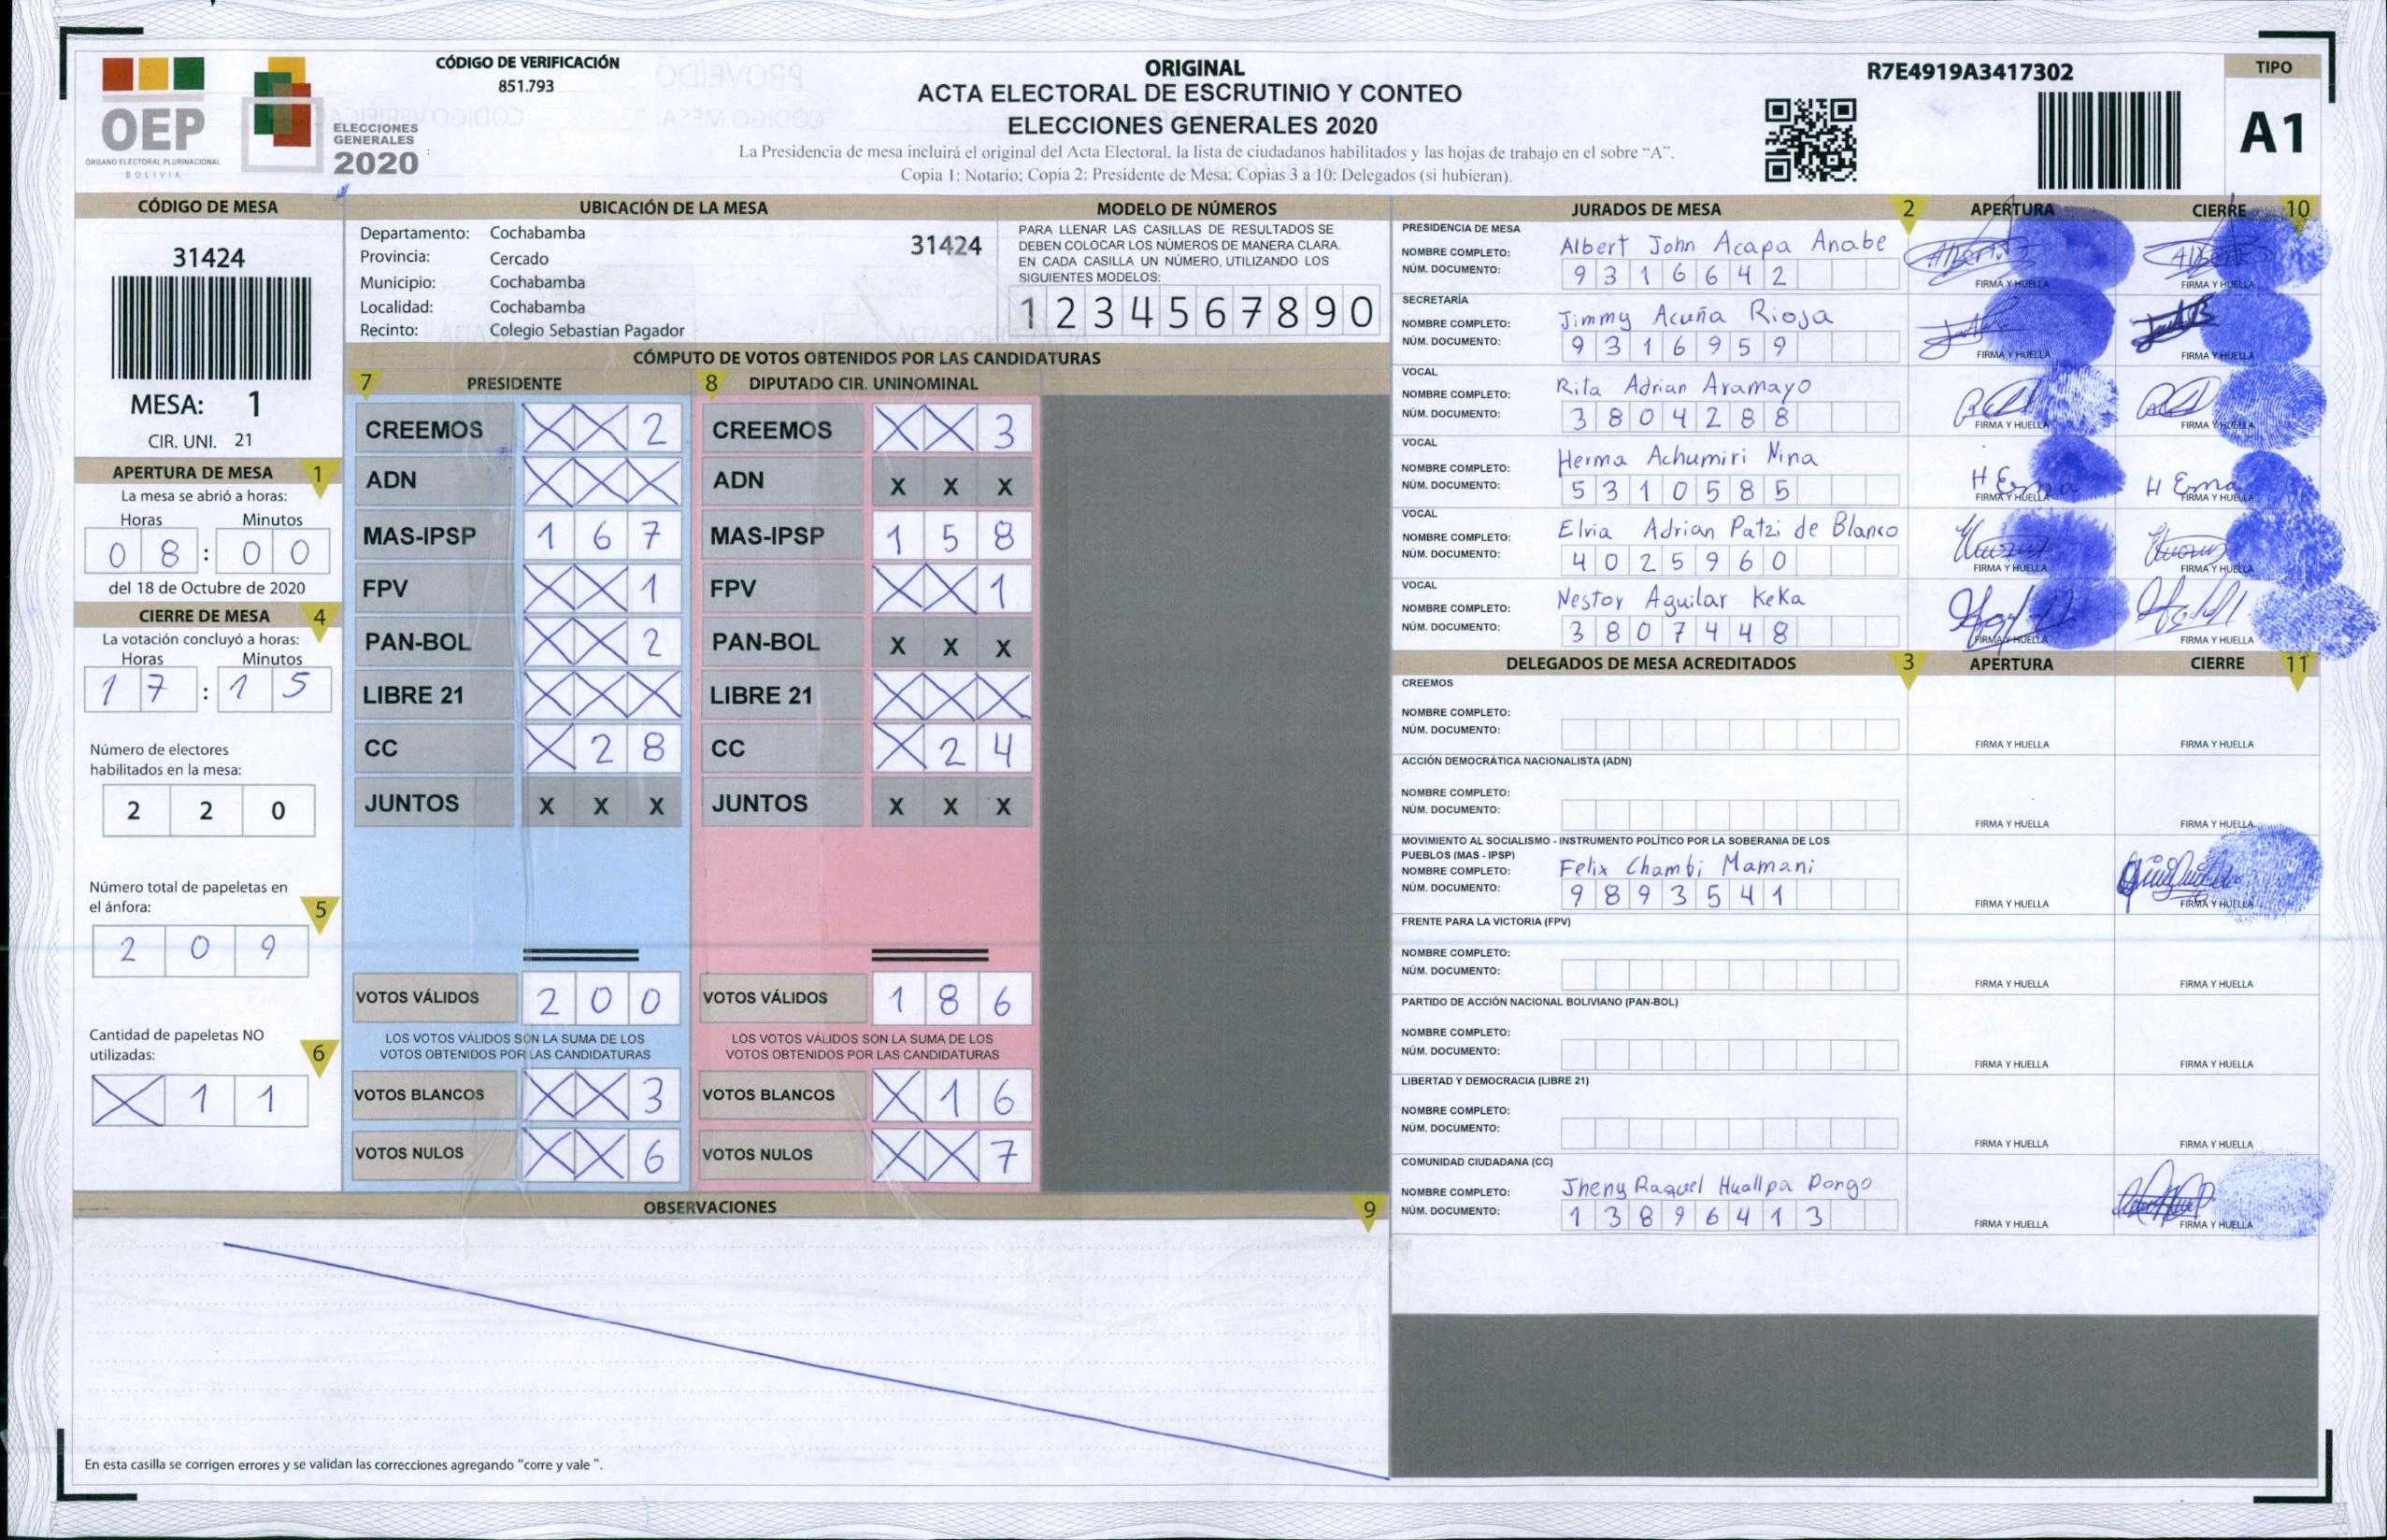 CÓDIGO DE VERIFICACIÓN
851.793
OEP
ÓRGANO ELECTORAL PLURINACIONAL
BOLIVIA
ELECCIONES
GENERALES
2020
ORIGINAL
ACTA ELECTORAL DE ESCRUTINIO Y CONTEO
ELECCIONES GENERALES 2020
La Presidencia de mesa incluirá el original del Acta Electoral, la lista de ciudadanos habilitados y las hojas de trabajo en el sobre “A”.
Copia 1: Notario; Copia 2: Presidente de Mesa; Copias 3 a 10: Delegados (si hubieran).
R7E4919A3417302
TIPO
A1
CÓDIGO DE MESA
31424
MESA: 1
CIR. UNI. 21
APERTURA DE MESA 1
La mesa se abrió a horas:
Horas Minutos
0 8 : 0 0
del 18 de Octubre de 2020
CIERRE DE MESA 4
La votación concluyó a horas:
Horas Minutos
1 7 : 1 5
Número de electores
habilitados en la mesa:
2 2 0
Número total de papeletas en
el ánfora: 5
2 0 9
Cantidad de papeletas NO
utilizadas: 6
X 1 1
UBICACIÓN DE LA MESA
Departamento: Cochabamba 31424
Provincia: Cercado
Municipio: Cochabamba
Localidad: Cochabamba
Recinto: Colegio Sebastian Pagador
MODELO DE NÚMEROS
PARA LLENAR LAS CASILLAS DE RESULTADOS SE
DEBEN COLOCAR LOS NÚMEROS DE MANERA CLARA.
EN CADA CASILLA UN NÚMERO, UTILIZANDO LOS
SIGUIENTES MODELOS:
1 2 3 4 5 6 7 8 9 0
CÓMPUTO DE VOTOS OBTENIDOS POR LAS CANDIDATURAS
7 PRESIDENTE
CREEMOS X X 2
ADN X X X
MAS-IPSP 1 6 7
FPV X X 1
PAN-BOL X X 2
LIBRE 21 X X X
CC X 2 8
JUNTOS X X X
VOTOS VÁLIDOS 2 0 0
LOS VOTOS VÁLIDOS SON LA SUMA DE LOS
VOTOS OBTENIDOS POR LAS CANDIDATURAS
VOTOS BLANCOS X X 3
VOTOS NULOS X X 6
8 DIPUTADO CIR. UNINOMINAL
CREEMOS X X 3
ADN X X X
MAS-IPSP 1 5 8
FPV X X 1
PAN-BOL X X X
LIBRE 21 X X X
CC X 2 4
JUNTOS X X X
VOTOS VÁLIDOS 1 8 6
LOS VOTOS VÁLIDOS SON LA SUMA DE LOS
VOTOS OBTENIDOS POR LAS CANDIDATURAS
VOTOS BLANCOS X 1 6
VOTOS NULOS X X 7
OBSERVACIONES 9
En esta casilla se corrigen errores y se validan las correcciones agregando “corre y vale ”.
JURADOS DE MESA 2 APERTURA CIERRE 10
PRESIDENCIA DE MESA
NOMBRE COMPLETO: Albert John Acapa Anabe
NÚM. DOCUMENTO: 9 3 1 6 6 4 2
FIRMA Y HUELLA FIRMA Y HUELLA
SECRETARÍA
NOMBRE COMPLETO: Jimmy Acuña Rioja
NÚM. DOCUMENTO: 9 3 1 6 9 5 9
FIRMA Y HUELLA FIRMA Y HUELLA
VOCAL
NOMBRE COMPLETO: Rita Adrian Aramayo
NÚM. DOCUMENTO: 3 8 0 4 2 8 8
FIRMA Y HUELLA FIRMA Y HUELLA
VOCAL
NOMBRE COMPLETO: Herma Achumiri Nina
NÚM. DOCUMENTO: 5 3 1 0 5 8 5
FIRMA Y HUELLA FIRMA Y HUELLA
VOCAL
NOMBRE COMPLETO: Elvia Adrian Patzi de Blanco
NÚM. DOCUMENTO: 4 0 2 5 9 6 0
FIRMA Y HUELLA FIRMA Y HUELLA
VOCAL
NOMBRE COMPLETO: Nestor Aguilar Keka
NÚM. DOCUMENTO: 3 8 0 7 4 4 8
FIRMA Y HUELLA FIRMA Y HUELLA
DELEGADOS DE MESA ACREDITADOS 3 APERTURA CIERRE 11
CREEMOS
NOMBRE COMPLETO:
NÚM. DOCUMENTO:
FIRMA Y HUELLA FIRMA Y HUELLA
ACCIÓN DEMOCRÁTICA NACIONALISTA (ADN)
NOMBRE COMPLETO:
NÚM. DOCUMENTO:
FIRMA Y HUELLA FIRMA Y HUELLA
MOVIMIENTO AL SOCIALISMO - INSTRUMENTO POLÍTICO POR LA SOBERANIA DE LOS
PUEBLOS (MAS - IPSP)
NOMBRE COMPLETO: Felix Chambi Mamani
NÚM. DOCUMENTO: 9 8 9 3 5 4 1
FIRMA Y HUELLA FIRMA Y HUELLA
FRENTE PARA LA VICTORIA (FPV)
NOMBRE COMPLETO:
NÚM. DOCUMENTO:
FIRMA Y HUELLA FIRMA Y HUELLA
PARTIDO DE ACCIÓN NACIONAL BOLIVIANO (PAN-BOL)
NOMBRE COMPLETO:
NÚM. DOCUMENTO:
FIRMA Y HUELLA FIRMA Y HUELLA
LIBERTAD Y DEMOCRACIA (LIBRE 21)
NOMBRE COMPLETO:
NÚM. DOCUMENTO:
FIRMA Y HUELLA FIRMA Y HUELLA
COMUNIDAD CIUDADANA (CC)
NOMBRE COMPLETO: Jheny Raquel Huallpa Dongo
NÚM. DOCUMENTO: 1 3 8 9 6 4 1 3
FIRMA Y HUELLA FIRMA Y HUELLA